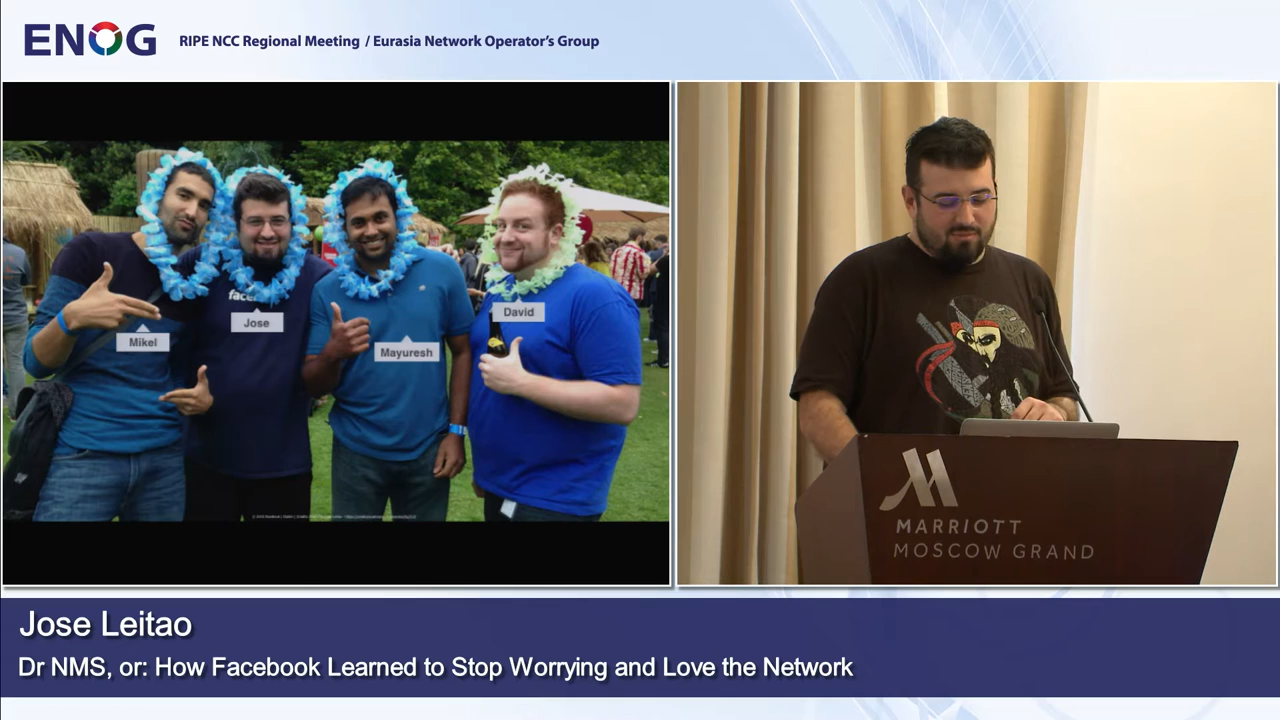 ENOG
RIPE NCC Regional Meeting / Eurasia Network Operator's Group
Mikel
Jose
Mayuresh
David
MARRIOTT
MOSCOW GRAND
Jose Leitao
Dr NMS, or: How Facebook Learned to Stop Worrying and Love the Network